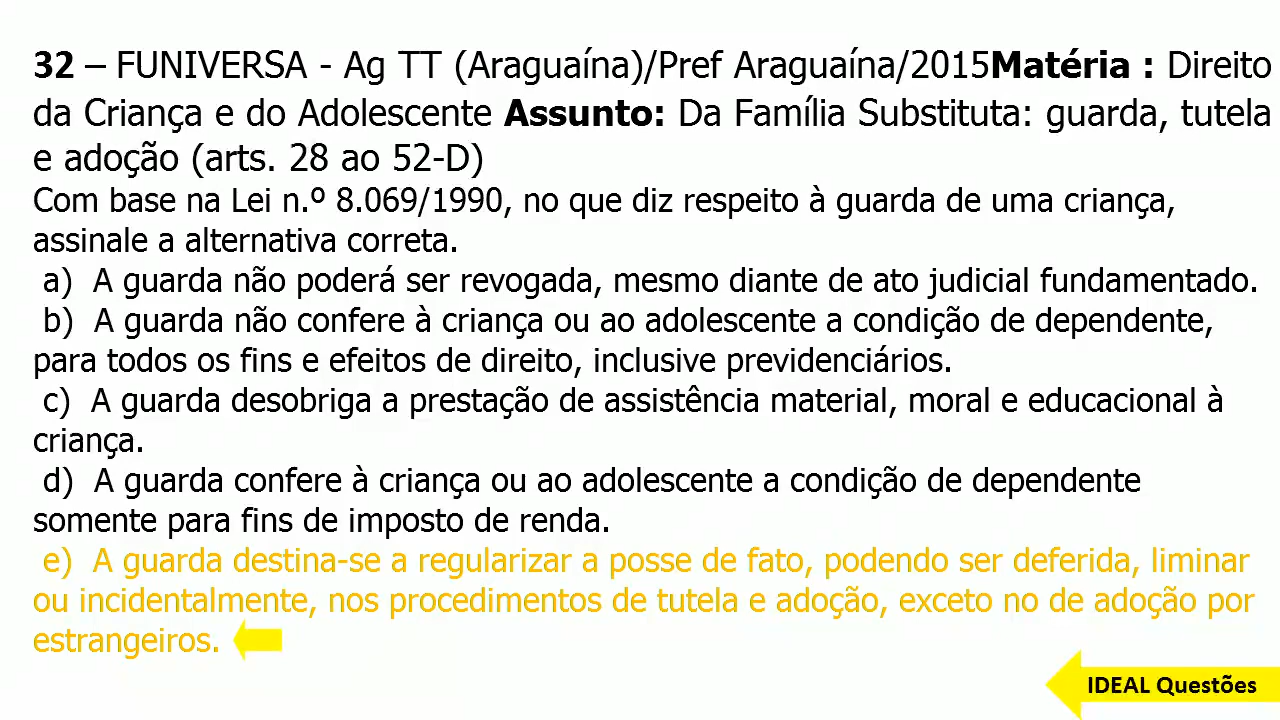 32 – FUNIVERSA - Ag TT (Araguaína)/Pref Araguaína/2015Matéria : Direito
da Criança e do Adolescente Assunto: Da Família Substituta: guarda, tutela
e adoção (arts. 28 ao 52-D)
Com base na Lei n.º 8.069/1990, no que diz respeito à guarda de uma criança,
assinale a alternativa correta.
a) A guarda não poderá ser revogada, mesmo diante de ato judicial fundamentado.
b) A guarda não confere à criança ou ao adolescente a condição de dependente,
para todos os fins e efeitos de direito, inclusive previdenciários.
c) A guarda desobriga a prestação de assistência material, moral e educacional à
criança.
d) A guarda confere à criança ou ao adolescente a condição de dependente
somente para fins de imposto de renda.
e) A guarda destina-se a regularizar a posse de fato, podendo ser deferida, liminar
ou incidentalmente, nos procedimentos de tutela e adoção, exceto no de adoção por
estrangeiros.
IDEAL Questões